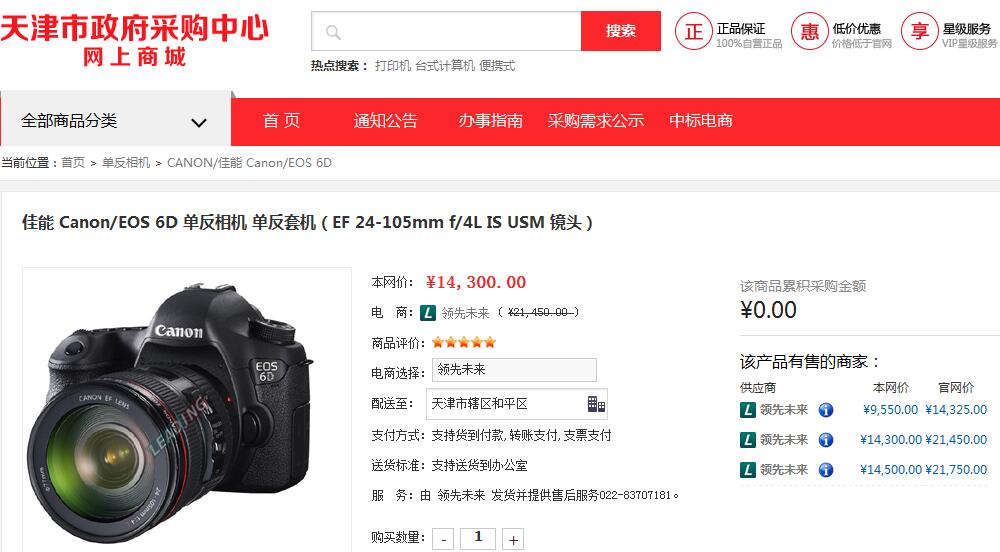 天津市政府采购中心
网上商城
搜索
正 正品保证
100%自营正品
惠 低价优惠
价格低于官网
享 星级服务
VIP星级服务
热点搜索： 打印机 台式计算机 便携式
全部商品分类
首 页 通知公告 办事指南 采购需求公示 中标电商
当前位置：首页 > 单反相机 > CANON/佳能 Canon/EOS 6D
佳能 Canon/EOS 6D 单反相机 单反套机（EF 24-105mm f/4L IS USM 镜头）
Canon
EOS
6D
CANON EF LENS
LEADING
24-105mm 1:4
本网价： ¥14,300.00
电 商： L 领先未来 （ ¥21,450.00 ）
商品评价：
电商选择： 领先未来
配送至： 天津市辖区和平区
支付方式：支持货到付款,转账支付,支票支付
送货标准：支持送货到办公室
服 务：由 领先未来 发货并提供售后服务022-83707181。
购买数量： - 1 +
该商品累积采购金额
¥0.00
该产品有售的商家：
供应商 本网价 官网价
L 领先未来 i ¥9,550.00 ¥14,325.00
L 领先未来 i ¥14,300.00 ¥21,450.00
L 领先未来 i ¥14,500.00 ¥21,750.00